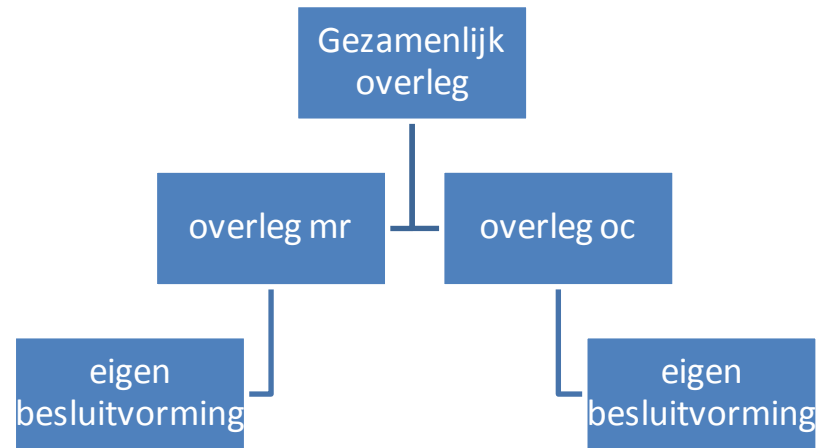 Gezamenlijk
overleg
overleg mr
overleg oc
eigen
besluitvorming
eigen
besluitvorming